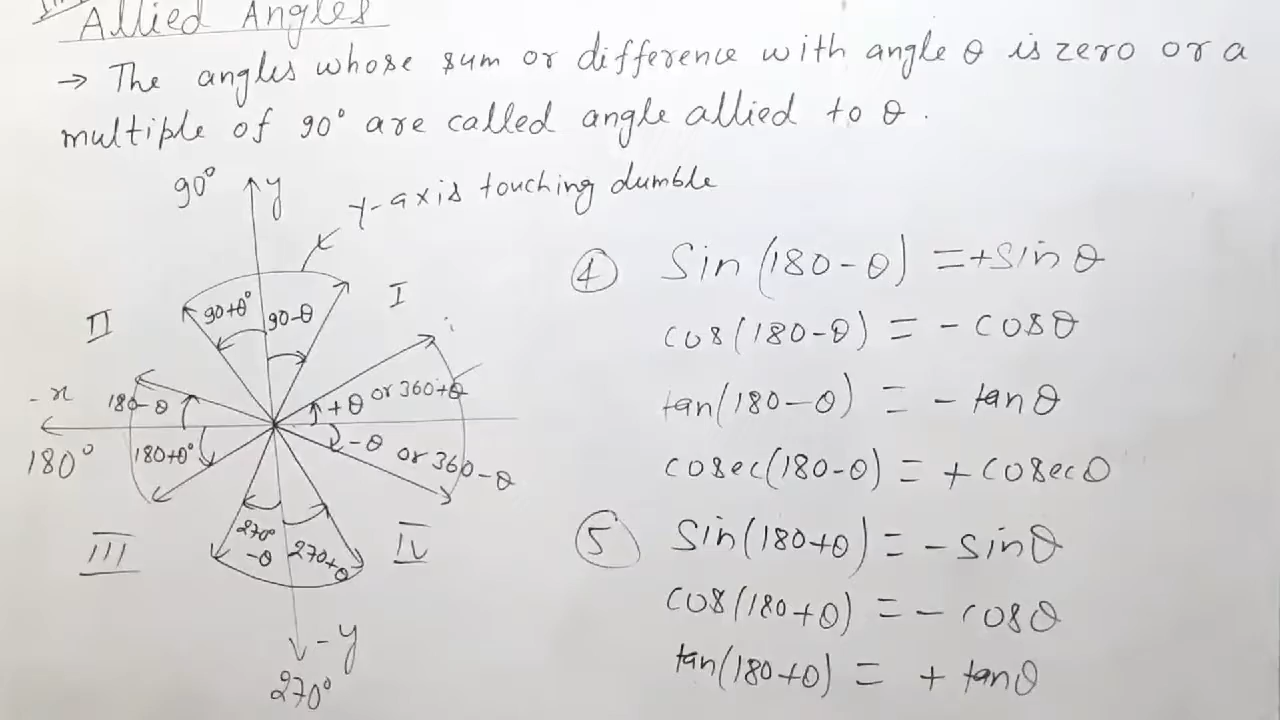 Allied Angles
→ The angles whose sum or difference with angle θ is zero or a
multiple of 90° are called angle allied to θ.
90°
y
y-axis touching dumble
I
II
90+θ°
90-θ
-x
180-θ
+θ or 360+θ
180°
180+θ°
-θ or 360-θ
III
270°
-θ
270+θ
IV
-y
270°
④ Sin(180-θ) = +sinθ
cos(180-θ) = -cosθ
tan(180-θ) = -tanθ
cosec(180-θ) = +cosecθ
⑤ Sin(180+θ) = -sinθ
cos(180+θ) = -cosθ
tan(180+θ) = +tanθ